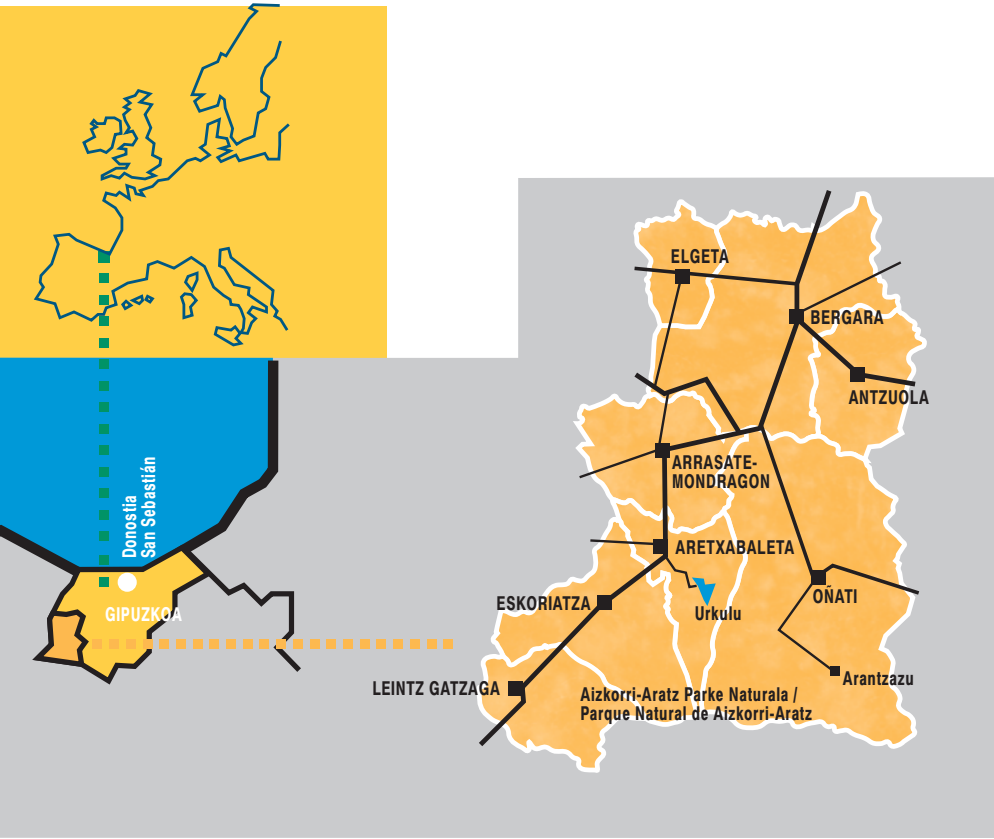 ELGETA
BERGARA
ANTZUOLA
ARRASATE-
MONDRAGON
ARETXABALETA
ESKORIATZA
Urkulu
OÑATI
Arantzazu
LEINTZ GATZAGA
Aizkorri-Aratz Parke Naturala /
Parque Natural de Aizkorri-Aratz
Donostia
San Sebastián
GIPUZKOA